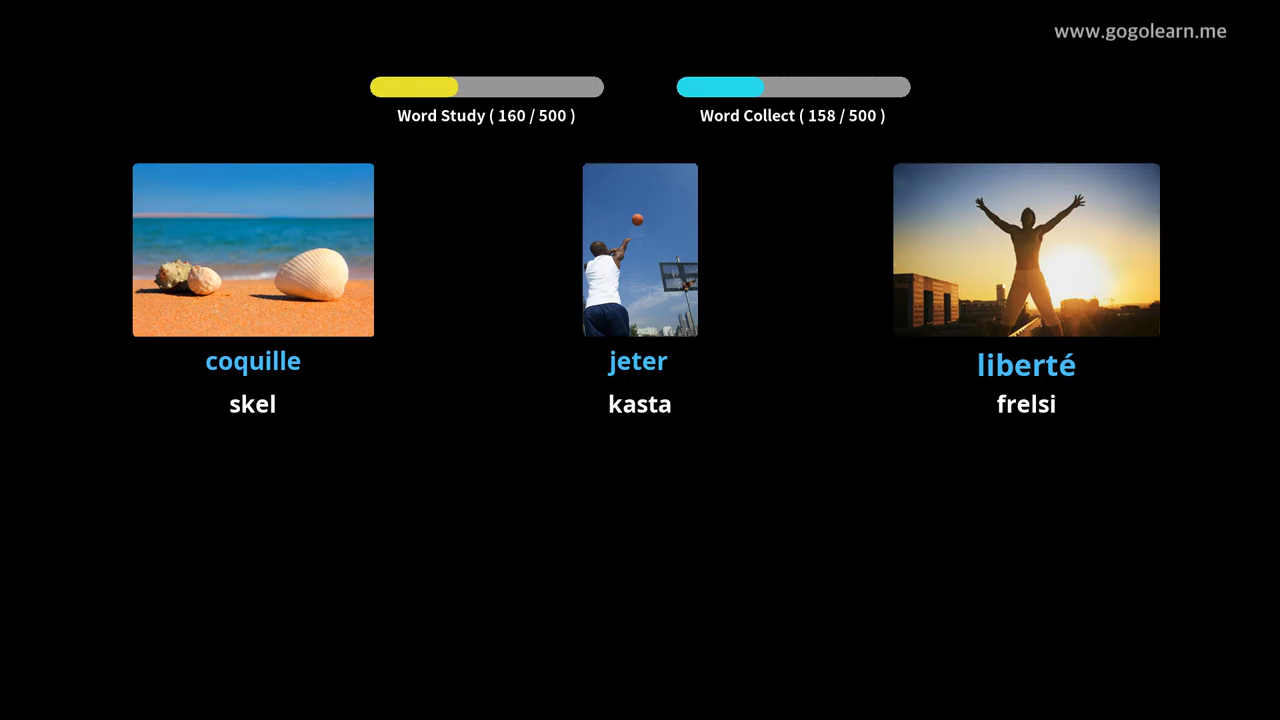 www.gogolearn.me
Word Study ( 160 / 500 )
Word Collect ( 158 / 500 )
coquille
jeter
liberté
skel
kasta
frelsi